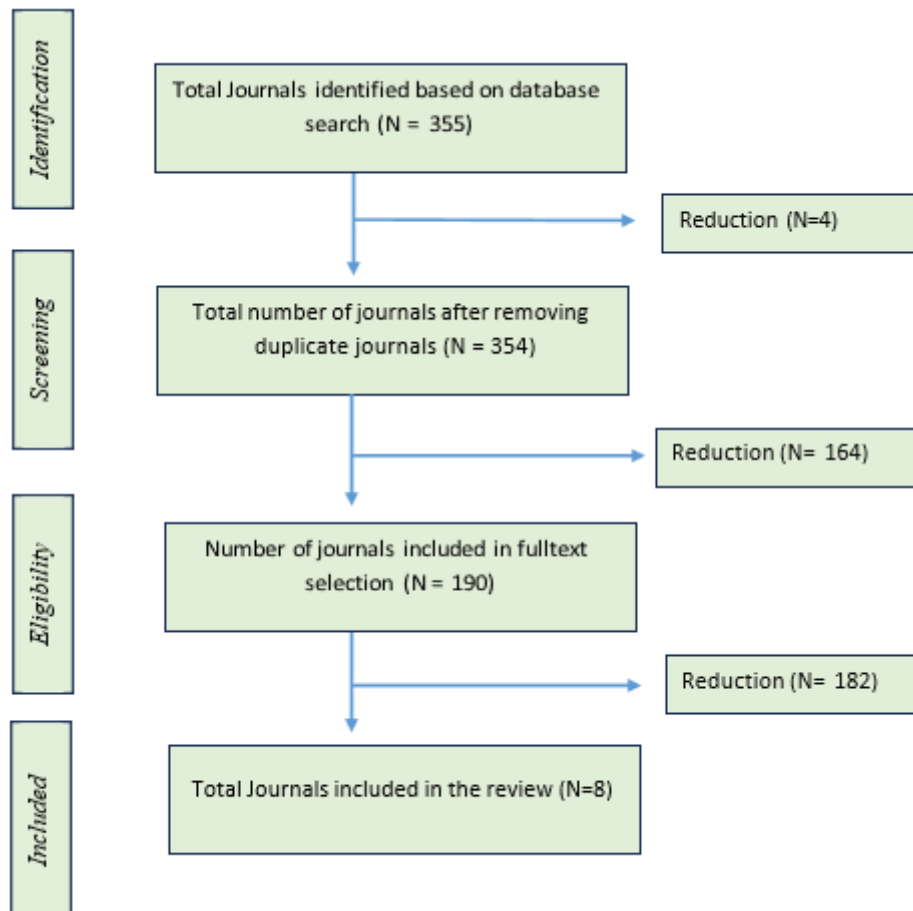 Identification
Total Journals identified based on database
search (N = 355)
Reduction (N=4)
Screening
Total number of journals after removing
duplicate journals (N = 354)
Reduction (N= 164)
Eligibility
Number of journals included in fulltext
selection (N = 190)
Reduction (N= 182)
Included
Total Journals included in the review (N=8)